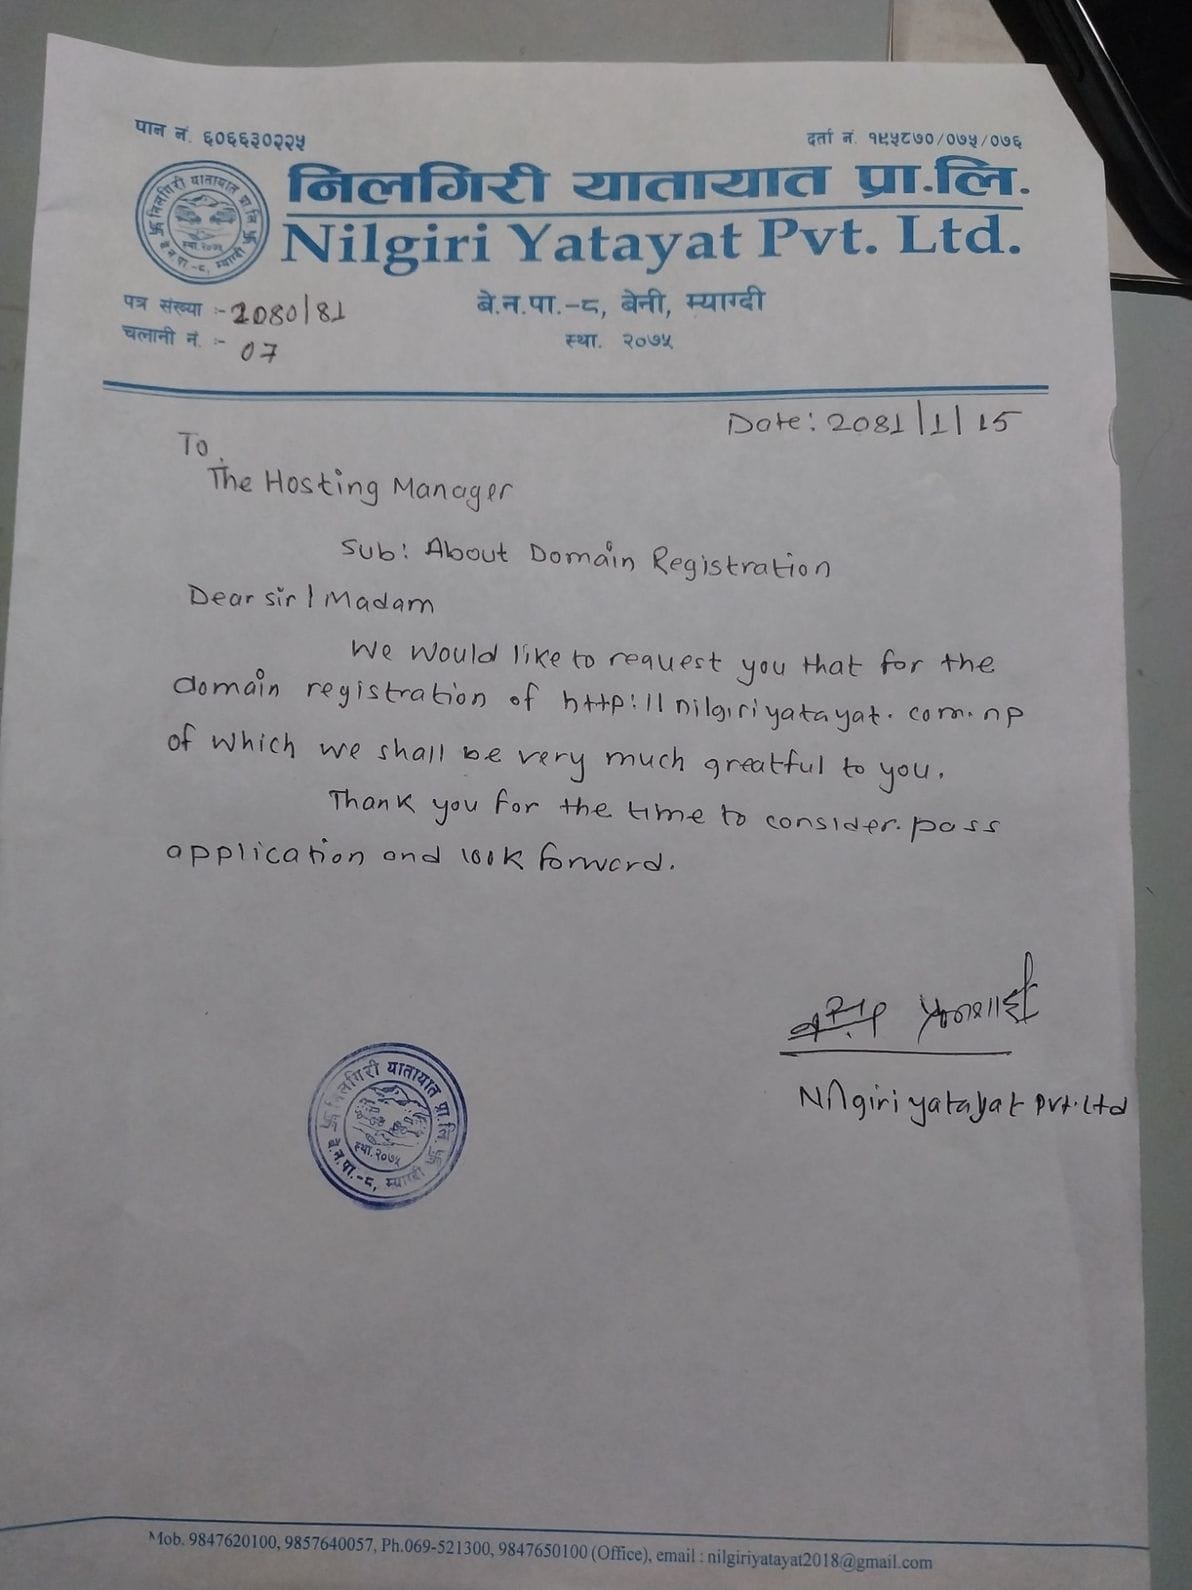 पान नं. ६०६६३०२२५
दर्ता नं. १९५८७०/०७५/०७६
निलगिरी यातायात प्रा.लि.
Nilgiri Yatayat Pvt. Ltd.
निलगिरी यातायात प्रा.लि.
स्था.२०७५
बे.न.पा.-८, म्याग्दी
पत्र संख्या :- 2080/81
बे.न.पा.-८, बेनी, म्याग्दी
चलानी नं. :- 07
स्था. २०७५
Date: 2081/1/15
To,
The Hosting Manager
Sub: About Domain Registration
Dear sir/Madam
We would like to request you that for the
domain registration of http://nilgiriyatayat.com.np
of which we shall be very much greatful to you.
Thank you for the time to consider. pass
application and look forward.
Nilgiri yatayat pvt.Ltd
निलगिरी यातायात प्रा.लि.
स्था.२०७५
बे.न.पा.-८, म्याग्दी
Mob. 9847620100, 9857640057, Ph.069-521300, 9847650100 (Office), email : nilgiriyatayat2018@gmail.com